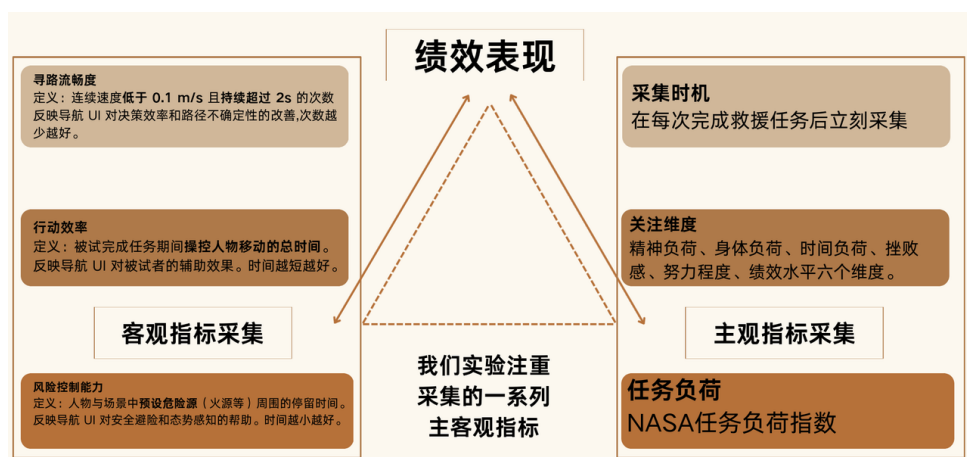 绩效表现
寻路流畅度
定义：连续速度低于 0.1 m/s 且持续超过 2s 的次数
反映导航 UI 对决策效率和路径不确定性的改善,次数越
少越好。
行动效率
定义：被试完成任务期间操控人物移动的总时间。
反映导航 UI 对被试者的辅助效果。时间越短越好。
客观指标采集
风险控制能力
定义：人物与场景中预设危险源（火源等）周围的停留时间。
反映导航 UI 对安全避险和态势感知的帮助。时间越小越好。
我们实验注重
采集的一系列
主客观指标
采集时机
在每次完成救援任务后立刻采集
关注维度
精神负荷、身体负荷、时间负荷、挫败
感、努力程度、绩效水平六个维度。
主观指标采集
任务负荷
NASA任务负荷指数